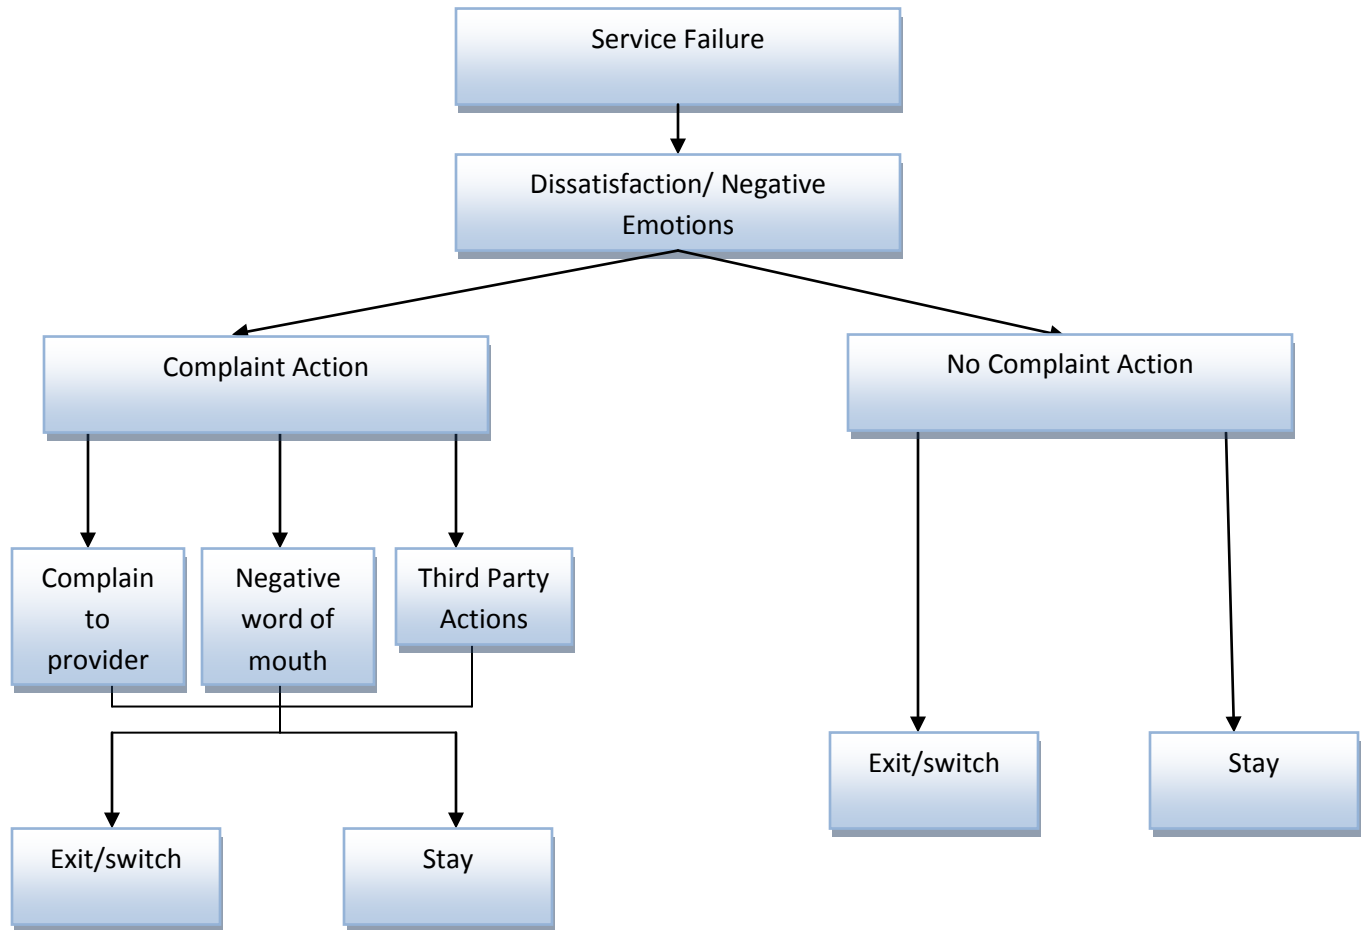 Service Failure
Dissatisfaction/ Negative
Emotions
Complaint Action
No Complaint Action
Complain
to
provider
Negative
word of
mouth
Third Party
Actions
Exit/switch
Stay
Exit/switch
Stay